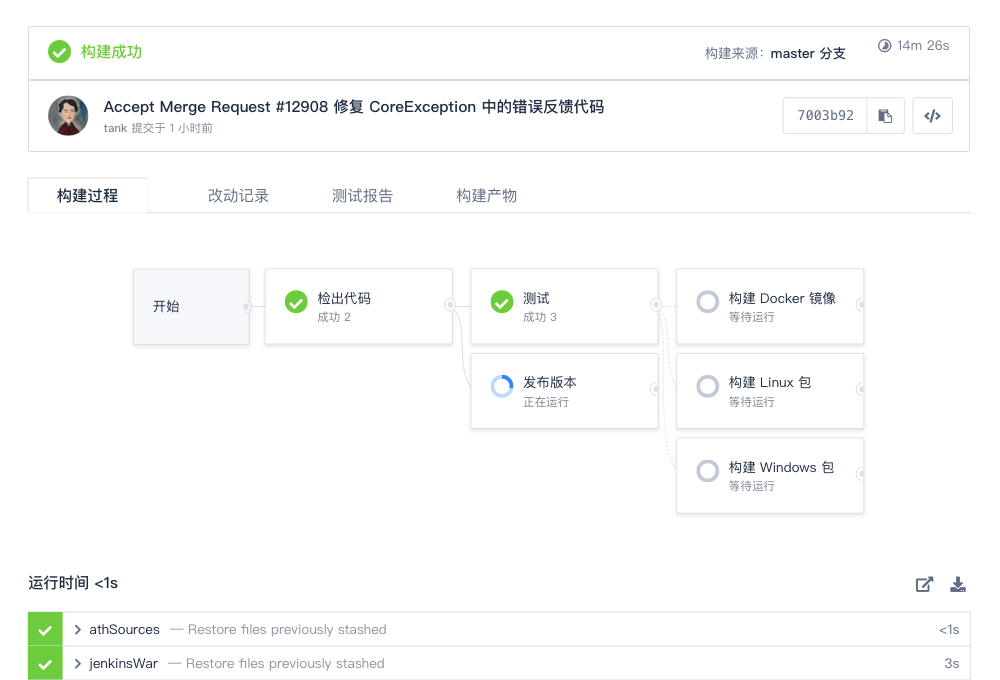 构建成功
构建来源：master 分支
14m 26s
Accept Merge Request #12908 修复 CoreException 中的错误反馈代码
tank 提交于 1 小时前
7003b92
构建过程
改动记录
测试报告
构建产物
开始
检出代码
成功 2
测试
成功 3
构建 Docker 镜像
等待运行
发布版本
正在运行
构建 Linux 包
等待运行
构建 Windows 包
等待运行
运行时间 <1s
athSources — Restore files previously stashed <1s
jenkinsWar — Restore files previously stashed 3s